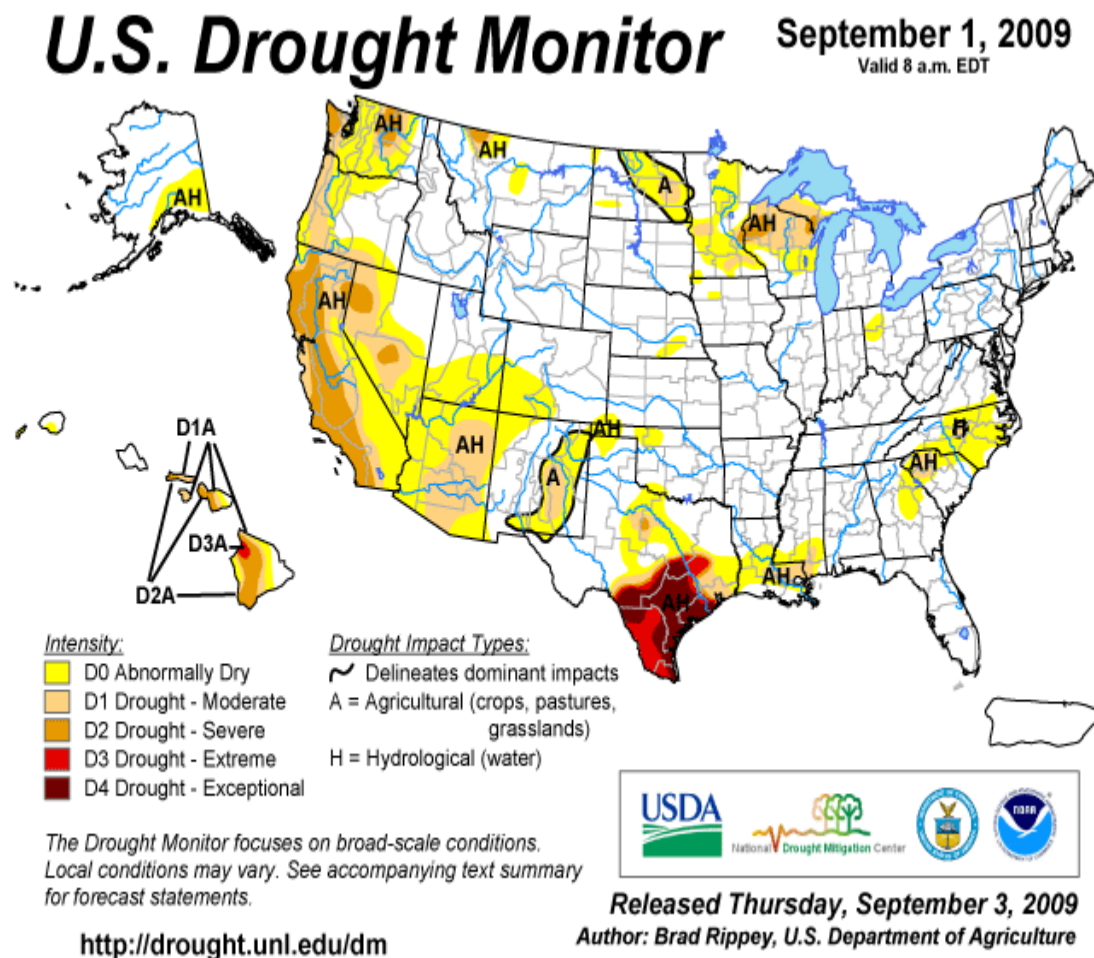 U.S. Drought Monitor
September 1, 2009
Valid 8 a.m. EDT
AH
AH
AH
A
AH
AH
D1A
AH
AH
H
D3A
A
AH
D2A
AH
AH
Intensity:
D0 Abnormally Dry
D1 Drought - Moderate
D2 Drought - Severe
D3 Drought - Extreme
D4 Drought - Exceptional
Drought Impact Types:
Delineates dominant impacts
A = Agricultural (crops, pastures,
grasslands)
H = Hydrological (water)
USDA
National Drought Mitigation Center
NOAA
The Drought Monitor focuses on broad-scale conditions.
Local conditions may vary. See accompanying text summary
for forecast statements.
http://drought.unl.edu/dm
Released Thursday, September 3, 2009
Author: Brad Rippey, U.S. Department of Agriculture